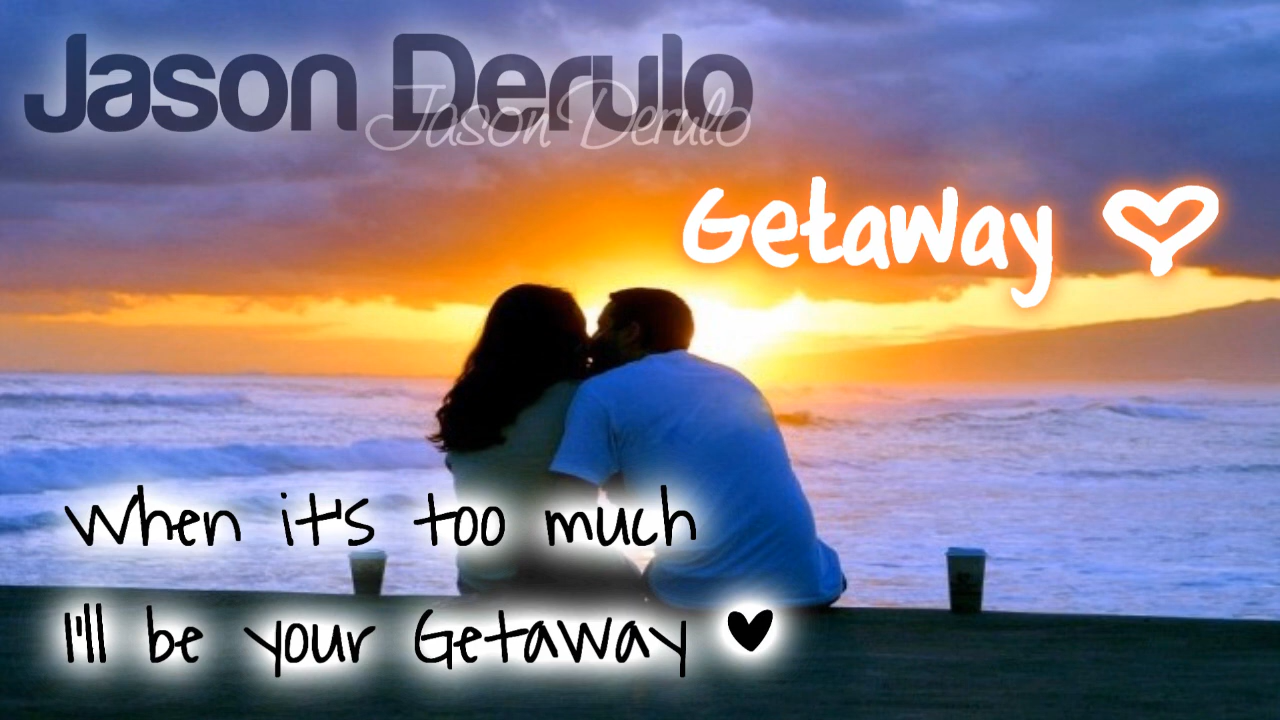 Jason Derulo
Jason Derulo
Getaway ♡
When it's too much
I'll be your Getaway ♥